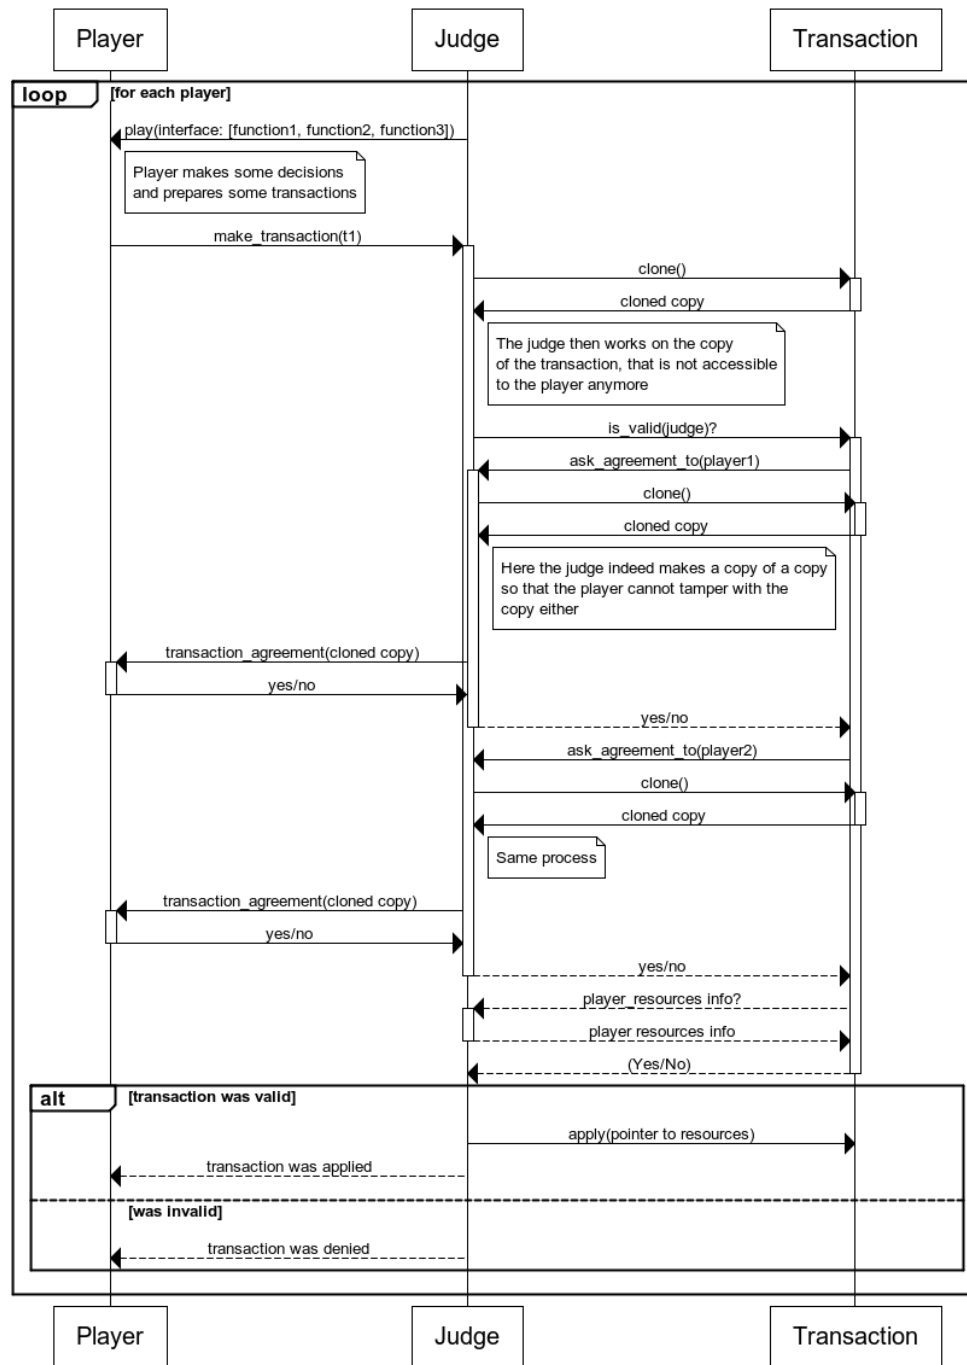 Player Judge Transaction
loop [for each player]
play(interface: [function1, function2, function3])
Player makes some decisions
and prepares some transactions
make_transaction(t1)
clone()
cloned copy
The judge then works on the copy
of the transaction, that is not accessible
to the player anymore
is_valid(judge)?
ask_agreement_to(player1)
clone()
cloned copy
Here the judge indeed makes a copy of a copy
so that the player cannot tamper with the
copy either
transaction_agreement(cloned copy)
yes/no
yes/no
ask_agreement_to(player2)
clone()
cloned copy
Same process
transaction_agreement(cloned copy)
yes/no
yes/no
player_resources info?
player resources info
(Yes/No)
alt [transaction was valid]
apply(pointer to resources)
transaction was applied
[was invalid]
transaction was denied
Player Judge Transaction